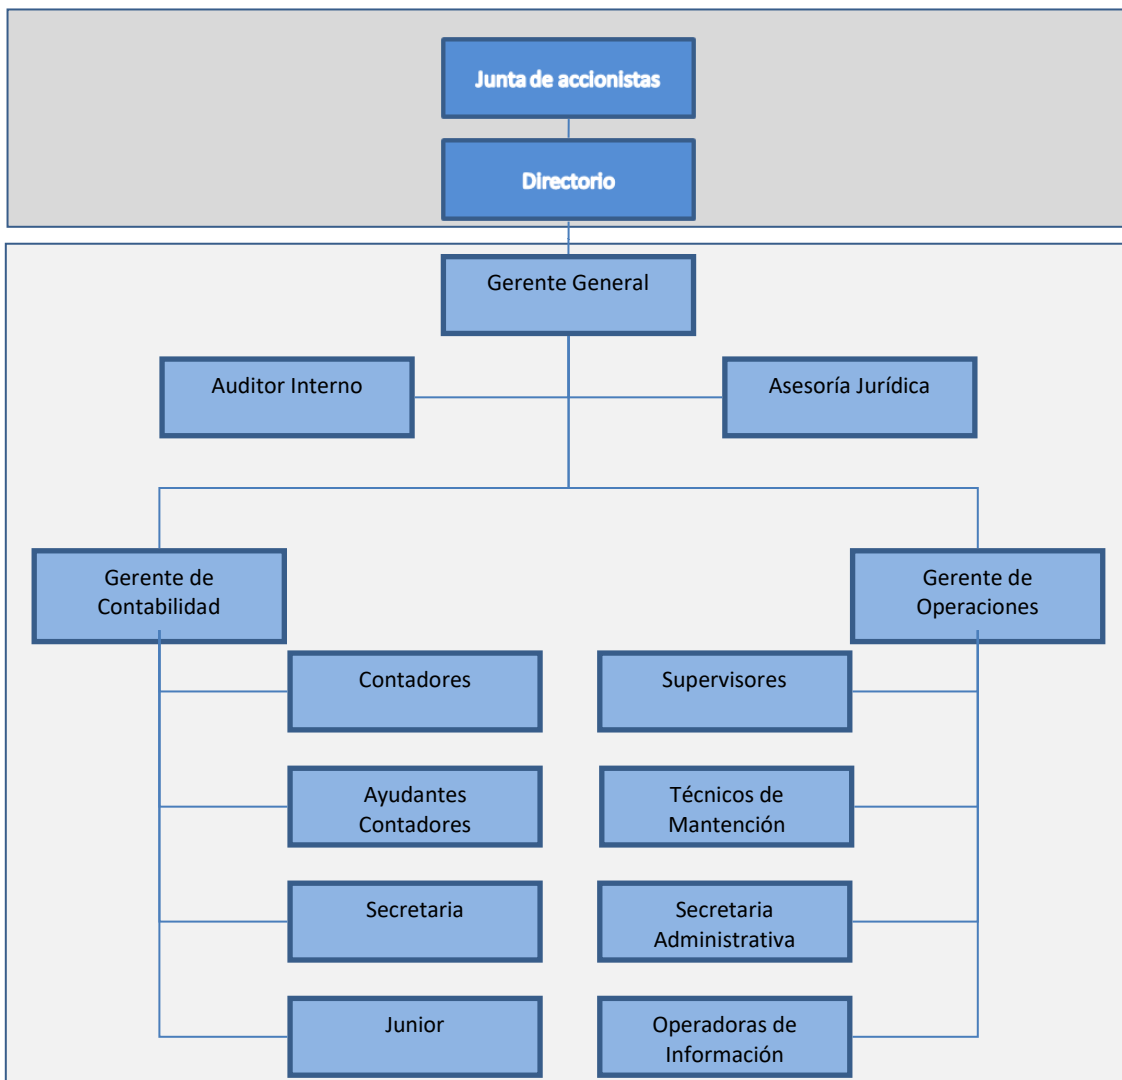 Junta de accionistas
Directorio
Gerente General
Auditor Interno
Asesoría Jurídica
Gerente de
Contabilidad
Gerente de
Operaciones
Contadores
Supervisores
Ayudantes
Contadores
Técnicos de
Mantención
Secretaria
Secretaria
Administrativa
Junior
Operadoras de
Información